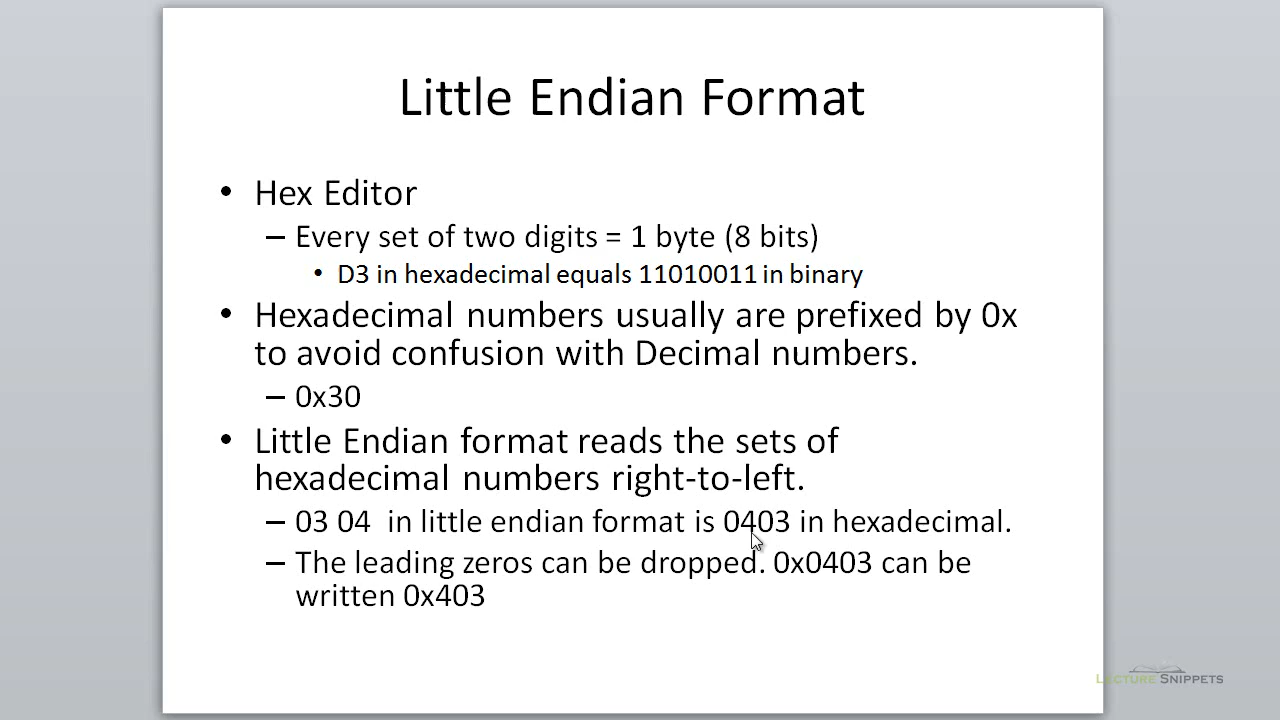 Little Endian Format
• Hex Editor
– Every set of two digits = 1 byte (8 bits)
• D3 in hexadecimal equals 11010011 in binary
• Hexadecimal numbers usually are prefixed by 0x
to avoid confusion with Decimal numbers.
– 0x30
• Little Endian format reads the sets of
hexadecimal numbers right-to-left.
– 03 04  in little endian format is 0403 in hexadecimal.
– The leading zeros can be dropped. 0x0403 can be
written 0x403
LECTURE SNIPPETS